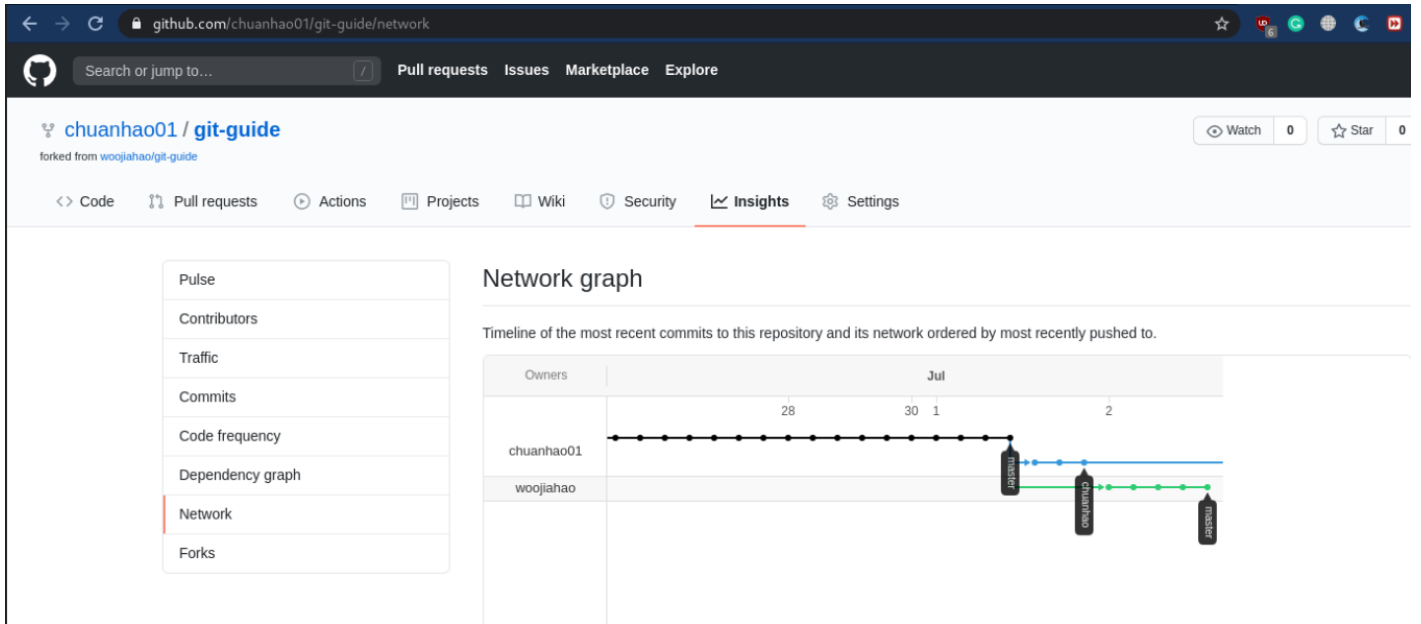 github.com/chuanhao01/git-guide/network
6
Search or jump to...
/
Pull requests Issues Marketplace Explore
chuanhao01 / git-guide
Watch 0 Star 0
forked from woojiahao/git-guide
Code Pull requests Actions Projects Wiki Security Insights Settings
Pulse
Contributors
Traffic
Commits
Code frequency
Dependency graph
Network
Forks
Network graph
Timeline of the most recent commits to this repository and its network ordered by most recently pushed to.
Owners Jul
28 30 1 2
chuanhao01
master
woojiahao
chuanhao
master